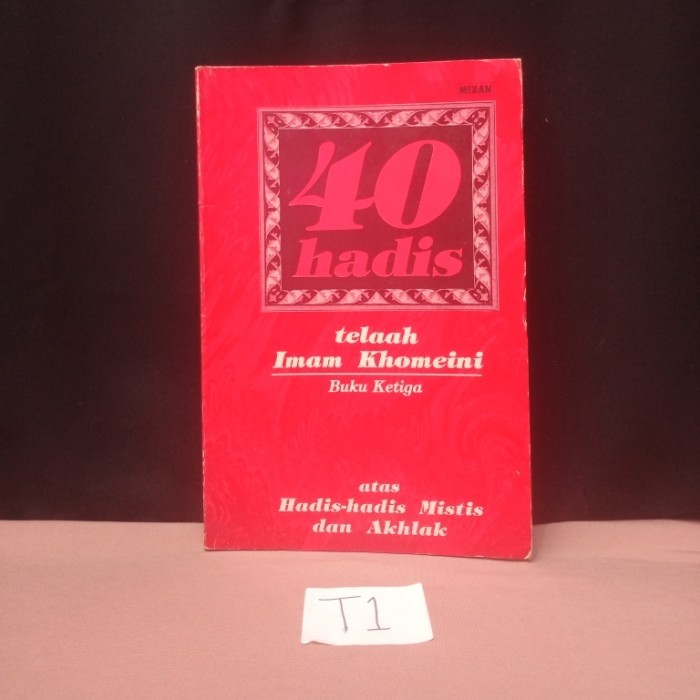 MIZAN
40
hadis
telaah
Imam Khomeini
Buku Ketiga
atas
Hadis-hadis Mistis
dan Akhlak
T1